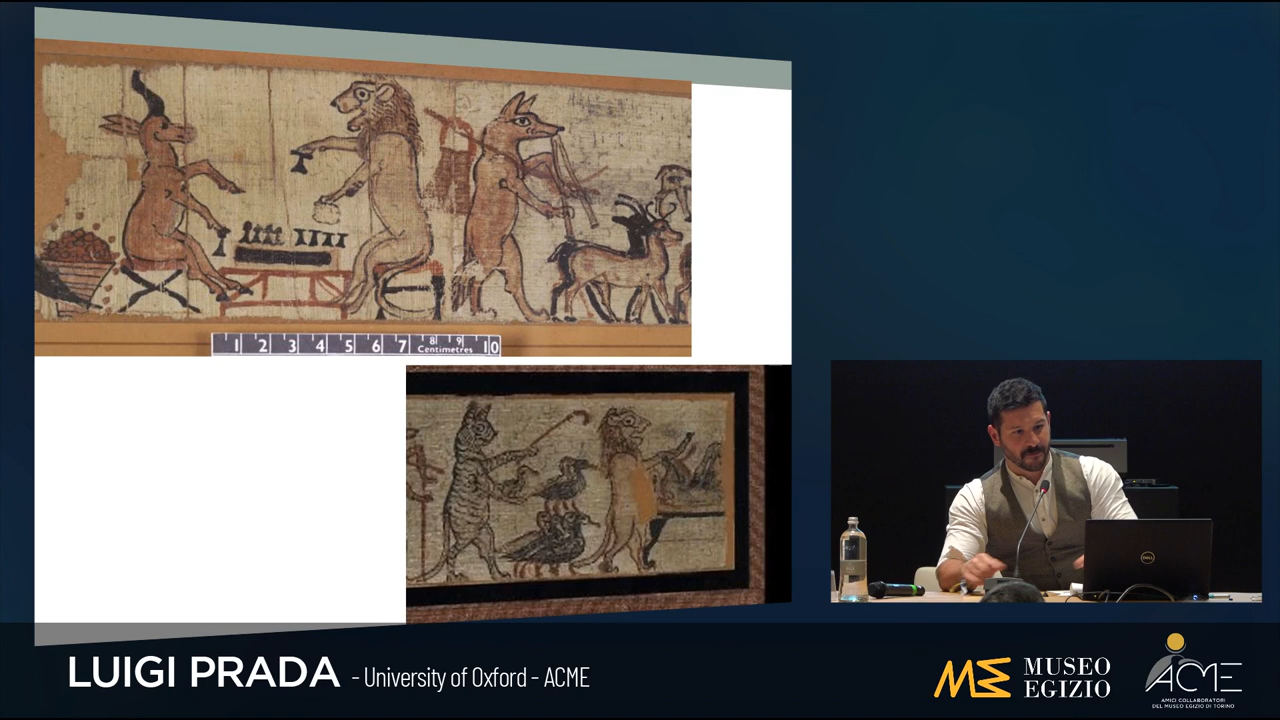 1 2 3 4 5 6 7 8 9 10
Centimetres
DELL
LUIGI PRADA - University of Oxford - ACME
MUSEO
EGIZIO
ACME
AMICI COLLABORATORI
DEL MUSEO EGIZIO DI TORINO